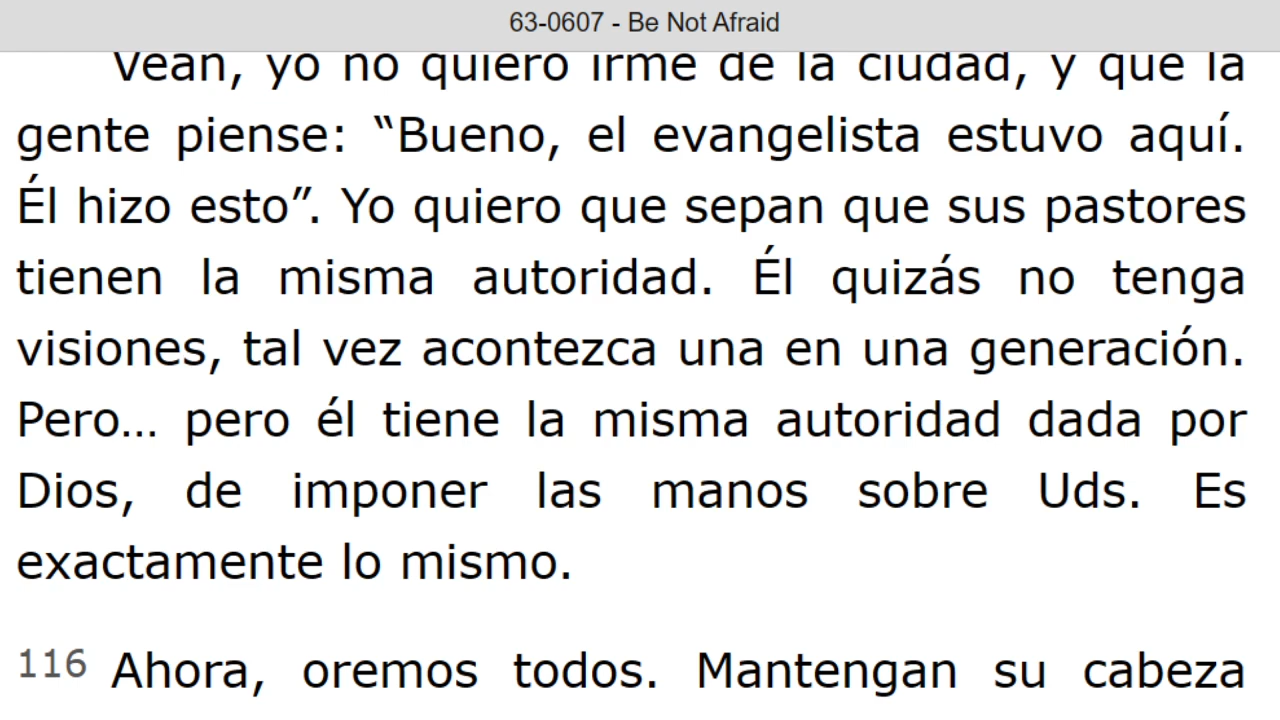 63-0607 - Be Not Afraid
Vean, yo no quiero irme de la ciudad, y que la
gente piense: “Bueno, el evangelista estuvo aquí.
Él hizo esto”. Yo quiero que sepan que sus pastores
tienen la misma autoridad. Él quizás no tenga
visiones, tal vez acontezca una en una generación.
Pero… pero él tiene la misma autoridad dada por
Dios, de imponer las manos sobre Uds. Es
exactamente lo mismo.
116 Ahora, oremos todos. Mantengan su cabeza